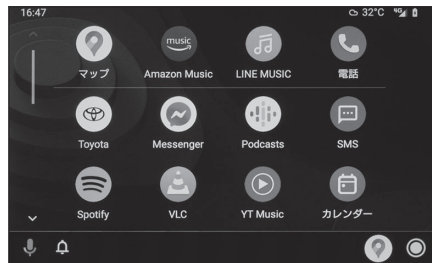 16:47
32°C 4G
music
マップ Amazon Music LINE MUSIC 電話
Toyota Messenger Podcasts SMS
Spotify VLC YT Music カレンダー